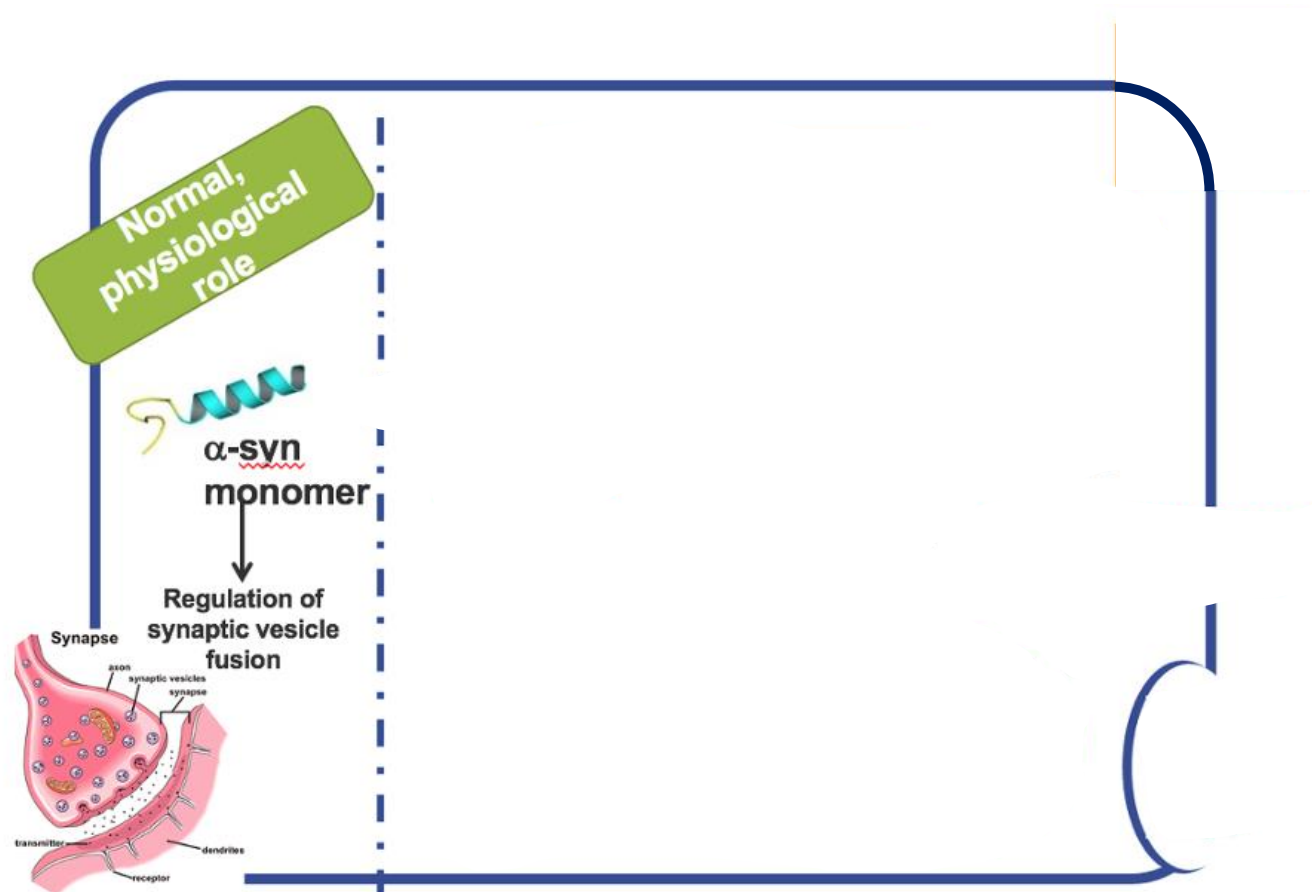 Normal,
physiological
role
α-syn
monomer
Regulation of
synaptic vesicle
fusion
Synapse
axon
synaptic vesicles
synapse
transmitter
dendrites
receptor